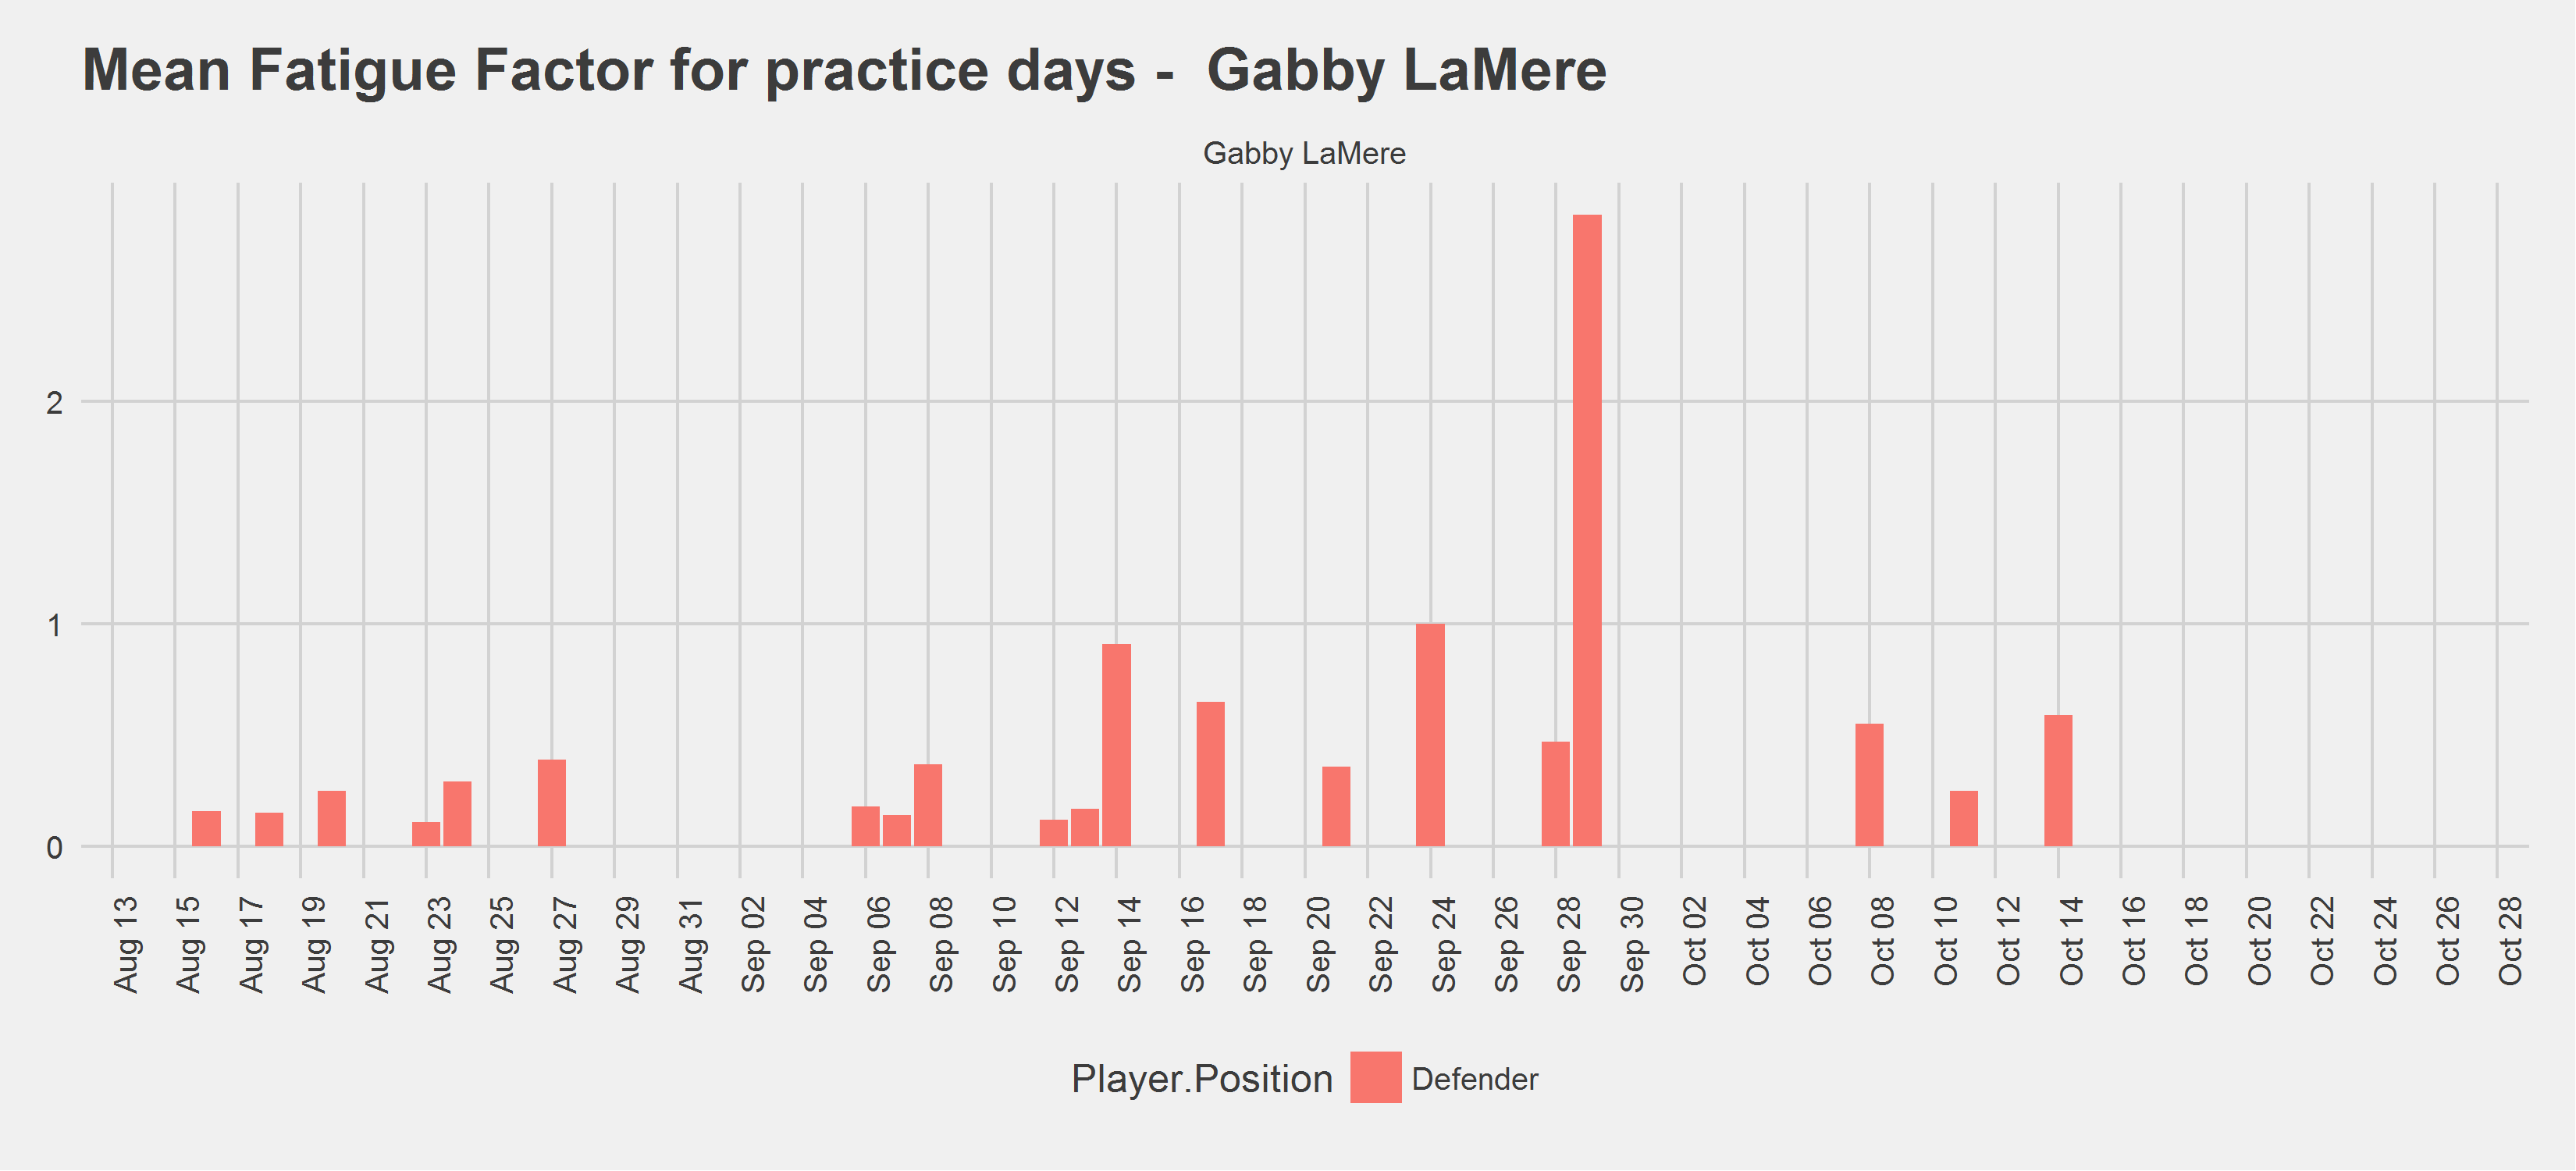 Mean Fatigue Factor for practice days -  Gabby LaMere
Gabby LaMere
2
1
0
Aug 13
Aug 15
Aug 17
Aug 19
Aug 21
Aug 23
Aug 25
Aug 27
Aug 29
Aug 31
Sep 02
Sep 04
Sep 06
Sep 08
Sep 10
Sep 12
Sep 14
Sep 16
Sep 18
Sep 20
Sep 22
Sep 24
Sep 26
Sep 28
Sep 30
Oct 02
Oct 04
Oct 06
Oct 08
Oct 10
Oct 12
Oct 14
Oct 16
Oct 18
Oct 20
Oct 22
Oct 24
Oct 26
Oct 28
Player.Position Defender